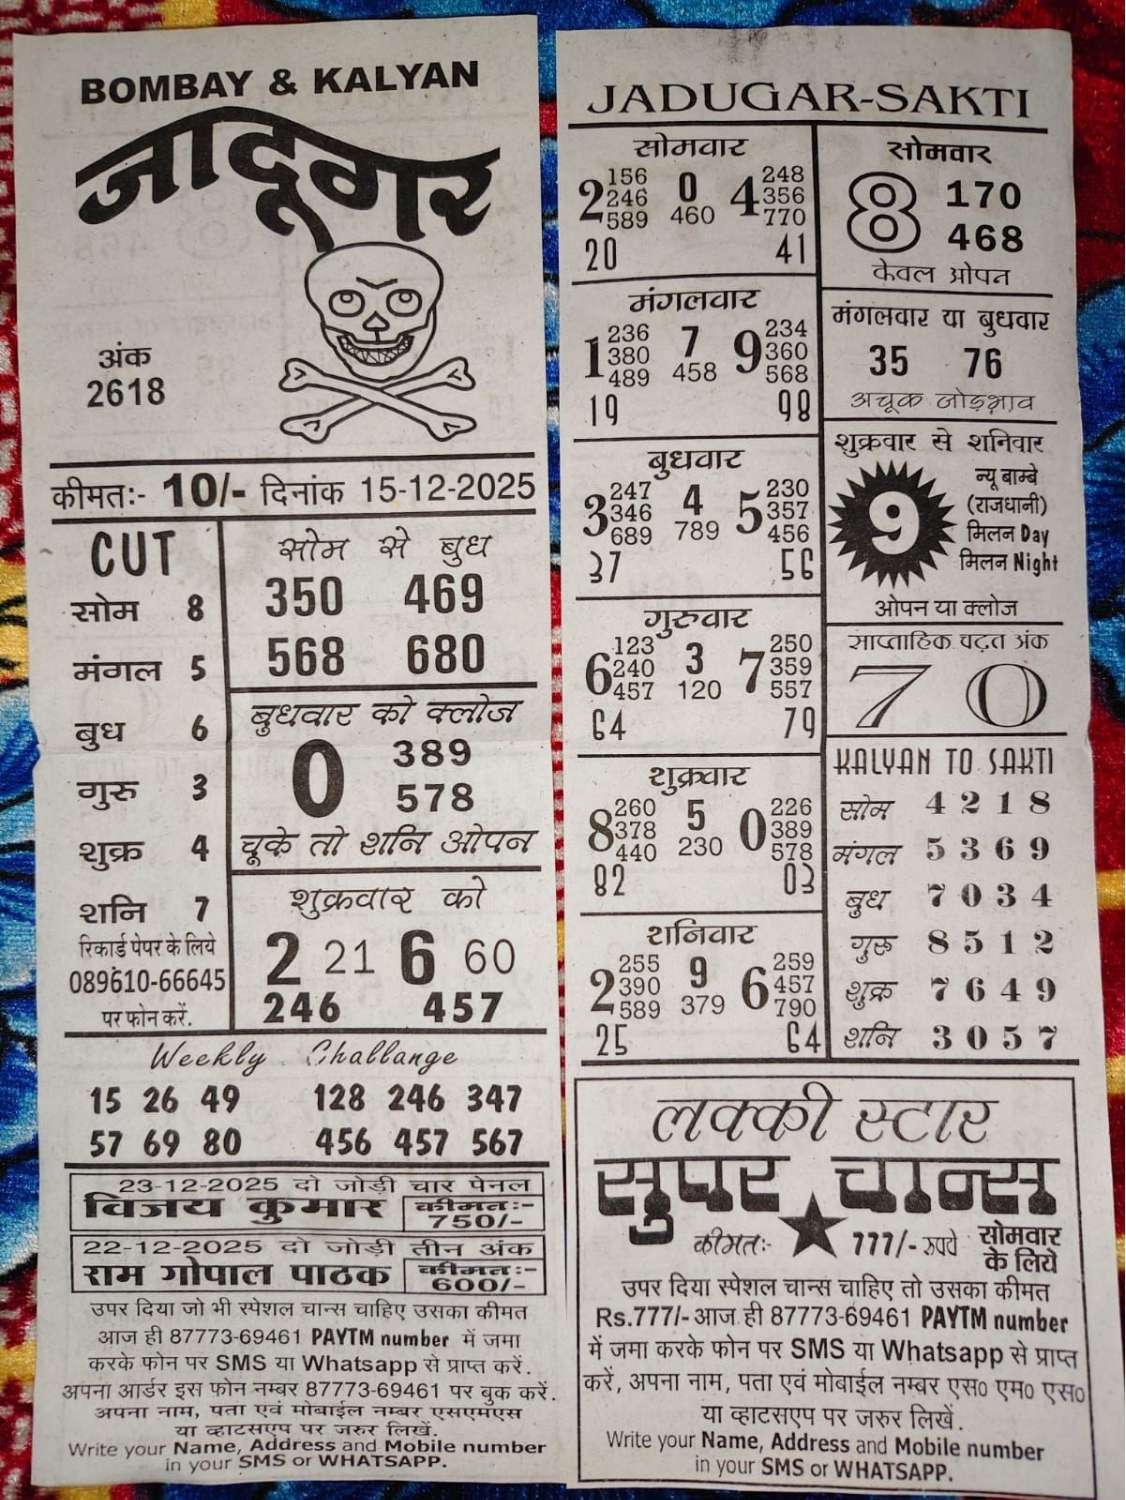 BOMBAY & KALYAN
जादूगर
अंक
2618
कीमतः- 10/- दिनांक 15-12-2025
CUT
सोम 8
मंगल 5
बुध 6
गुरु 3
शुक्र 4
शनि 7
रिकार्ड पेपर के लिये
089610-66645
पर फोन करें.
सोम से बुध
350 469
568 680
बुधवार को क्लोज
0 389
578
चूके तो शनि ओपन
शुक्रवार को
2 21 6 60
246 457
Weekly Challange
15 26 49 128 246 347
57 69 80 456 457 567
23-12-2025 दो जोड़ी चार पेनल
विजय कुमार कीमतः-
750/-
22-12-2025 दो जोड़ी तीन अंक
राम गोपाल पाठक कीमतः-
600/-
उपर दिया जो भी स्पेशल चान्स चाहिए उसका कीमत
आज ही 87773-69461 PAYTM number में जमा
करके फोन पर SMS या Whatsapp से प्राप्त करें.
अपना आर्डर इस फोन नम्बर 87773-69461 पर बुक करें.
अपना नाम, पता एवं मोबाईल नम्बर एसएमएस
या व्हाटसएप पर जरुर लिखें.
Write your Name, Address and Mobile number
in your SMS or WHATSAPP.
JADUGAR-SAKTI
सोमवार
2 156 0 4 248
246 460 356
589 770
20 41
मंगलवार
1 236 7 9 234
380 458 360
489 568
19 98
बुधवार
3 247 4 5 230
346 789 357
689 456
37 56
गुरुवार
6 123 3 7 250
240 120 359
457 557
64 79
शुक्रवार
8 260 5 0 226
378 230 389
440 578
82 03
शनिवार
2 255 9 6 259
390 379 457
589 790
25 64
सोमवार
8 170
468
केवल ओपन
मंगलवार या बुधवार
35 76
अचूक जोड़भाव
शुक्रवार से शनिवार
9
न्यू बाम्बे
(राजधानी)
मिलन Day
मिलन Night
ओपन या क्लोज
साप्ताहिक चढ़त अंक
7 0
KALYAN TO SAKTI
सोम 4 2 1 8
मंगल 5 3 6 9
बुध 7 0 3 4
गुरु 8 5 1 2
शुक्र 7 6 4 9
शनि 3 0 5 7
लक्की स्टार
सुपर चान्स
कीमतः- 777/- रुपये सोमवार
के लिये
उपर दिया स्पेशल चान्स चाहिए तो उसका कीमत
Rs.777/- आज ही 87773-69461 PAYTM number
में जमा करके फोन पर SMS या Whatsapp से प्राप्त
करें, अपना नाम, पता एवं मोबाईल नम्बर एस० एम० एस०
या व्हाटसएप पर जरुर लिखें.
Write your Name, Address and Mobile number
in your SMS or WHATSAPP.